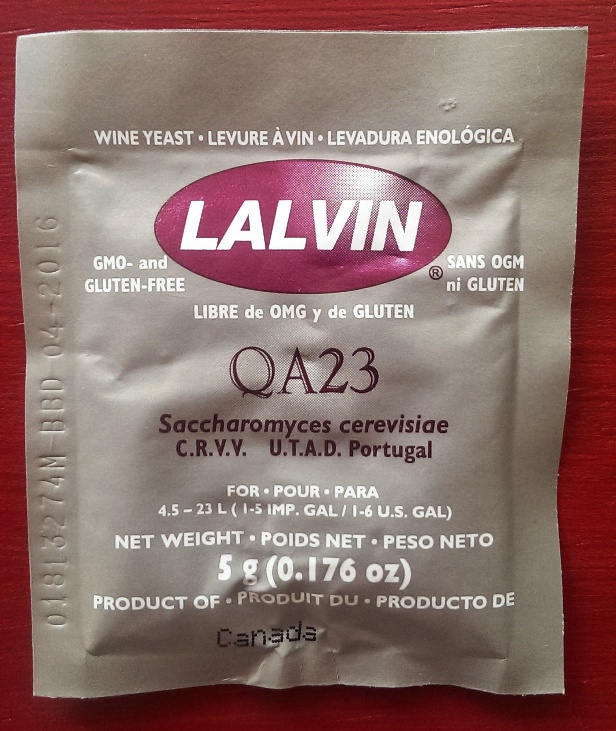 WINE YEAST • LEVURE À VIN • LEVADURA ENOLÓGICA
LALVIN
®
GMO- and
GLUTEN-FREE
SANS OGM
ni GLUTEN
LIBRE de OMG y de GLUTEN
QA23
Saccharomyces cerevisiae
C.R.V.V. U.T.A.D. Portugal
FOR • POUR • PARA
4.5 – 23 L ( 1-5 IMP. GAL / 1-6 U.S. GAL)
NET WEIGHT • POIDS NET • PESO NETO
5 g (0.176 oz)
PRODUCT OF • PRODUIT DU • PRODUCTO DE
Canada
01813274M BBD 04-2016